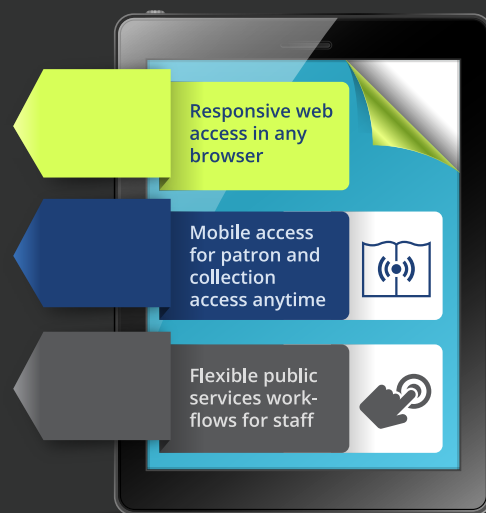 Responsive web
access in any
browser
Mobile access
for patron and
collection
access anytime
Flexible public
services work-
flows for staff